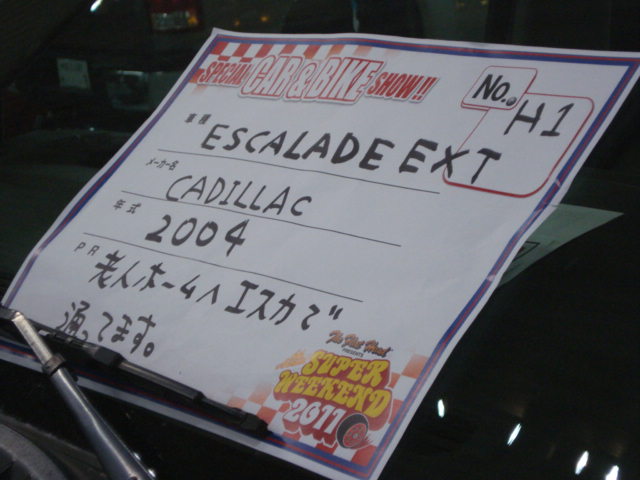 SPECIAL CAR & BIKE SHOW!!
No. H1
車種 ESCALADE EXT
メーカー名 CADILLAC
年式 2004
PR 老人ホームへ エスカで
通ってます。
PRESENTS
SUPER
WEEKEND
2011